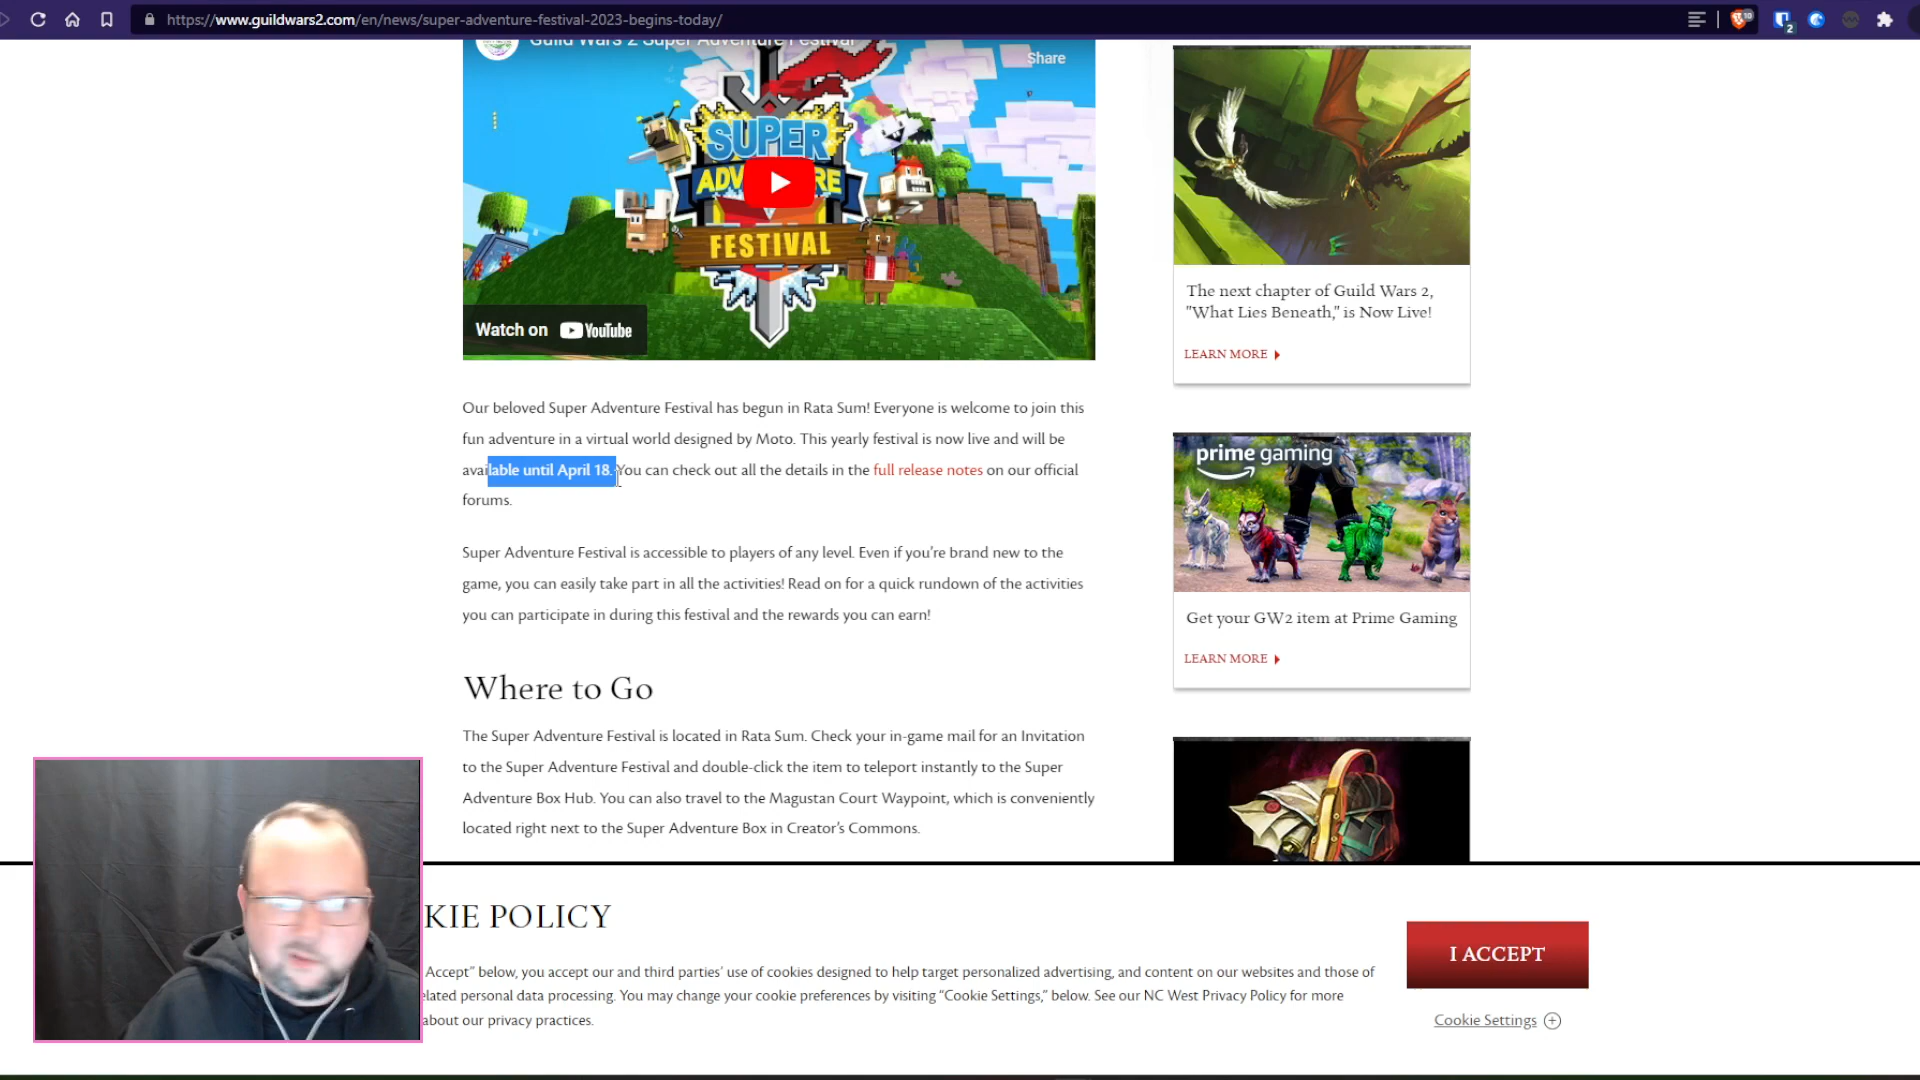 https://www.guildwars2.com/en/news/super-adventure-festival-2023-begins-today/
10
2
Guild Wars 2 Super Adventure Festival
Share
SUPER
ADVENTURE
FESTIVAL
Watch on YouTube
Our beloved Super Adventure Festival has begun in Rata Sum! Everyone is welcome to join this
fun adventure in a virtual world designed by Moto. This yearly festival is now live and will be
available until April 18. You can check out all the details in the full release notes on our official
forums.
Super Adventure Festival is accessible to players of any level. Even if you're brand new to the
game, you can easily take part in all the activities! Read on for a quick rundown of the activities
you can participate in during this festival and the rewards you can earn!
Where to Go
The Super Adventure Festival is located in Rata Sum. Check your in-game mail for an Invitation
to the Super Adventure Festival and double-click the item to teleport instantly to the Super
Adventure Box Hub. You can also travel to the Magustan Court Waypoint, which is conveniently
located right next to the Super Adventure Box in Creator's Commons.
The next chapter of Guild Wars 2,
"What Lies Beneath," is Now Live!
LEARN MORE
prime gaming
Get your GW2 item at Prime Gaming
LEARN MORE
KIE POLICY
Accept" below, you accept our and third parties' use of cookies designed to help target personalized advertising, and content on our websites and those of
elated personal data processing. You may change your cookie preferences by visiting "Cookie Settings," below. See our NC West Privacy Policy for more
about our privacy practices.
I ACCEPT
Cookie Settings